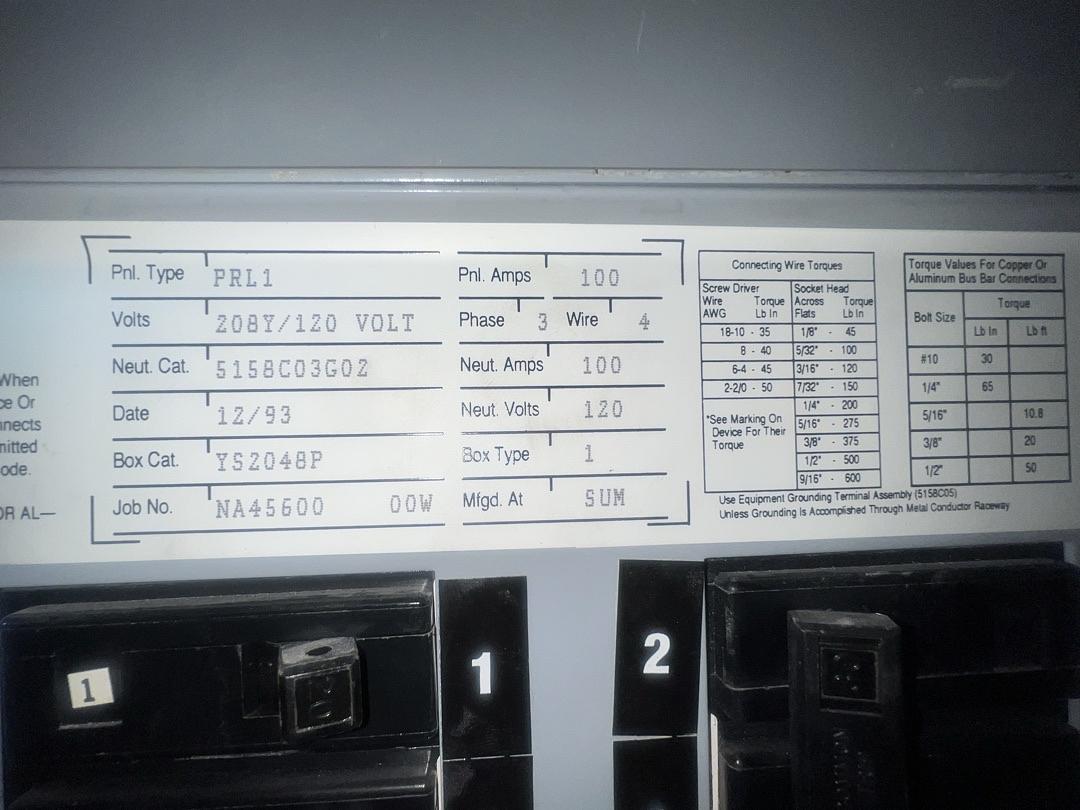 When
ce Or
nnects
mitted
ode.
OR AL—
Pnl. Type PRL1 Pnl. Amps 100
Volts 208Y/120 VOLT Phase 3 Wire 4
Neut. Cat. 5158C03G02 Neut. Amps 100
Date 12/93 Neut. Volts 120
Box Cat. YS2048P Box Type 1
Job No. NA45600 00W Mfgd. At SUM
Connecting Wire Torques
Screw Driver Socket Head
Wire Torque Across Torque
AWG Lb In Flats Lb In
18-10 - 35 1/8" - 45
8 - 40 5/32" - 100
6-4 - 45 3/16" - 120
2-2/0 - 50 7/32" - 150
1/4" - 200
*See Marking On 5/16" - 275
Device For Their 3/8" - 375
Torque 1/2" - 500
9/16" - 600
Torque Values For Copper Or
Aluminum Bus Bar Connections
Bolt Size Torque
Lb In Lb ft
#10 30
1/4" 65
5/16" 10.8
3/8" 20
1/2" 50
Use Equipment Grounding Terminal Assembly (5158C05)
Unless Grounding Is Accomplished Through Metal Conductor Raceway
1
1
2